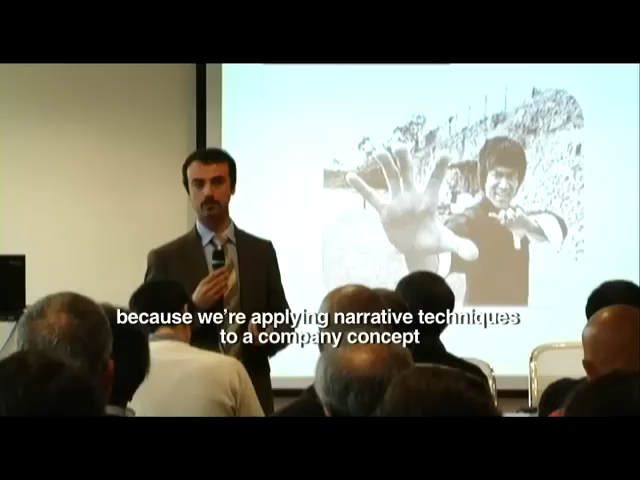 because we're applying narrative techniques
to a company concept